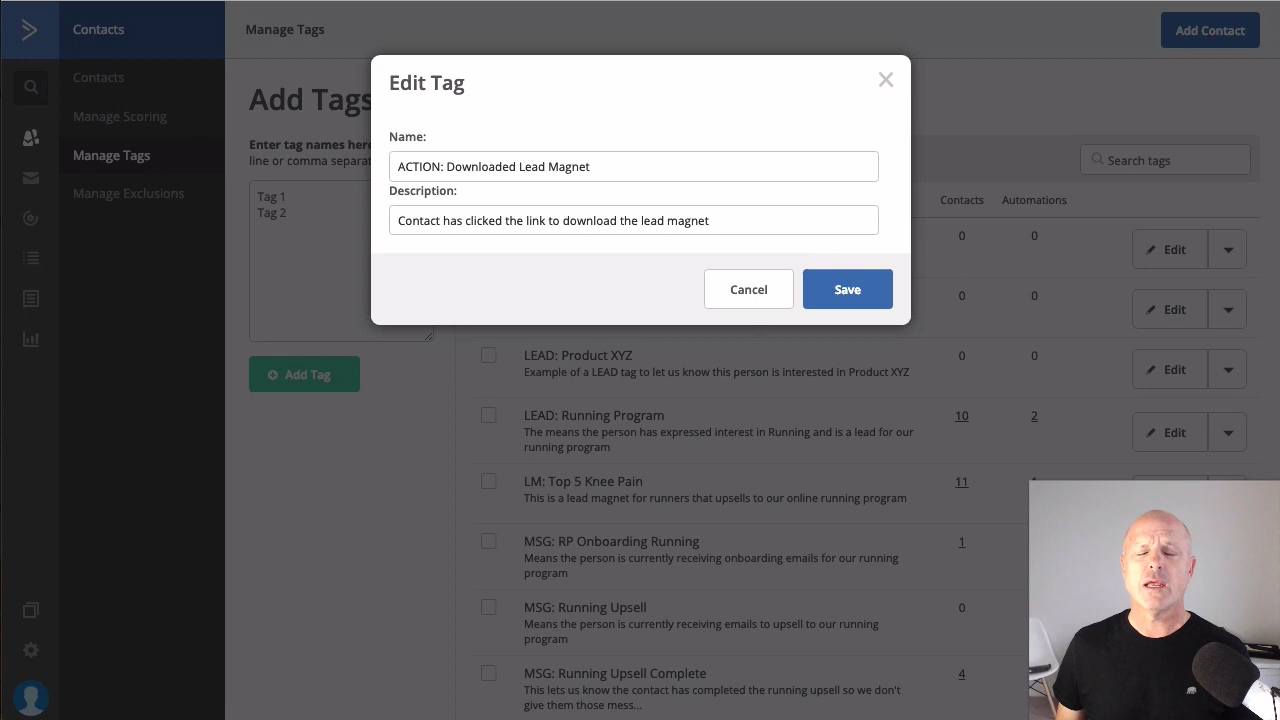 Contacts
Contacts
Manage Scoring
Manage Tags
Manage Exclusions
Manage Tags
Add Contact
Add Tags
Enter tag names here
line or comma separat
Tag 1
Tag 2
Add Tag
Edit Tag
Name:
ACTION: Downloaded Lead Magnet
Description:
Contact has clicked the link to download the lead magnet
Cancel
Save
Search tags
Contacts Automations
0 0 Edit
0 0 Edit
LEAD: Product XYZ 0 0 Edit
Example of a LEAD tag to let us know this person is interested in Product XYZ
LEAD: Running Program 10 2 Edit
The means the person has expressed interest in Running and is a lead for our
running program
LM: Top 5 Knee Pain 11
This is a lead magnet for runners that upsells to our online running program
MSG: RP Onboarding Running 1
Means the person is currently receiving onboarding emails for our running
program
MSG: Running Upsell 0
Means the person is currently receiving emails to upsell to our running
program
MSG: Running Upsell Complete 4
This lets us know the contact has completed the running upsell so we don't
give them those mess...